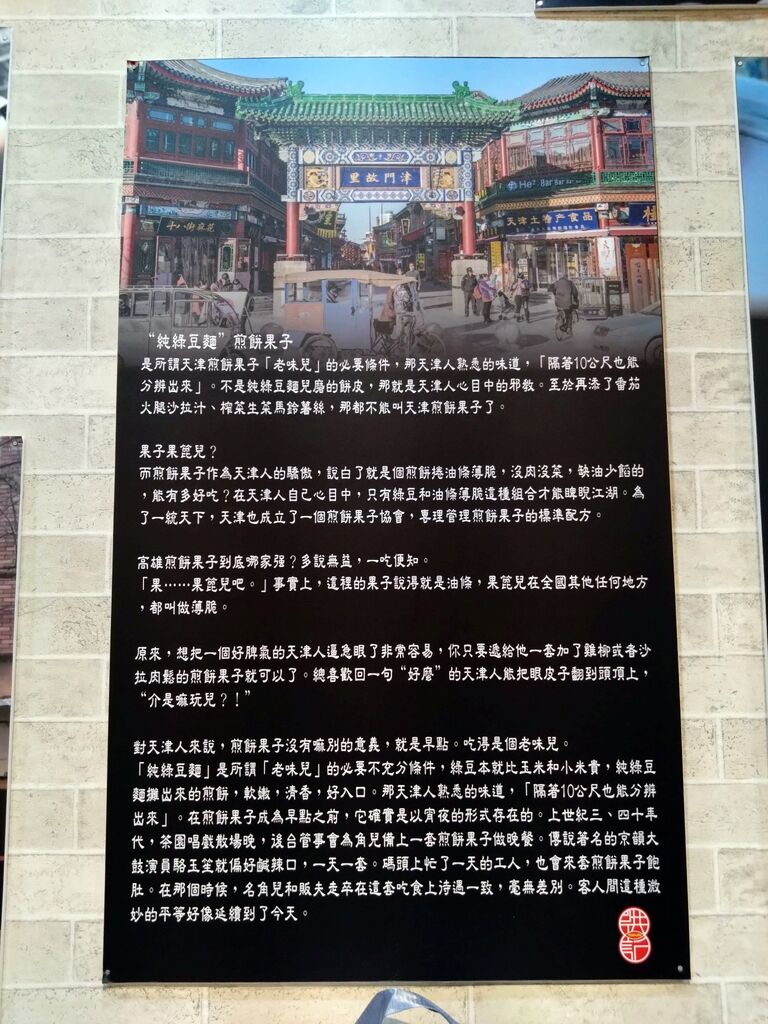 津門故里
He² Bar Bar Bar
十八街麻花
天津土特产食品
"純綠豆麵"煎餅果子
是所謂天津煎餅果子「老味兒」的必要條件，那天津人熟悉的味道，「隔著10公尺也能
分辨出來」。不是純綠豆麵兒磨的餅皮，那就是天津人心目中的邪教。至於再添了番茄
火腿沙拉汁、榨菜生菜馬鈴薯絲，那都不能叫天津煎餅果子了。
果子果箆兒？
而煎餅果子作為天津人的驕傲，說白了就是個煎餅捲油條薄脆，沒肉沒菜，缺油少餡的
，能有多好吃？在天津人自己心目中，只有綠豆和油條薄脆這種組合才能睥睨江湖。為
了一統天下，天津也成立了一個煎餅果子協會，專理管理煎餅果子的標準配方。
高雄煎餅果子到底哪家強？多說無益，一吃便知。
「果……果箆兒吧。」事實上，這裡的果子說得就是油條，果箆兒在全國其他任何地方
，都叫做薄脆。
原來，想把一個好脾氣的天津人逼急眼了非常容易，你只要遞給他一套加了雞柳或香沙
拉肉鬆的煎餅果子就可以了。總喜歡回一句"好麼"的天津人能把眼皮子翻到頭頂上，
"介是嘛玩兒？！"
對天津人來說，煎餅果子沒有嘛別的意義，就是早點。吃得是個老味兒。
「純綠豆麵」是所謂「老味兒」的必要不充分條件，綠豆本就比玉米和小米貴，純綠豆
麵攤出來的煎餅，軟嫩，清香，好入口。那天津人熟悉的味道，「隔著10公尺也能分辨
出來」。在煎餅果子成為早點之前，它確實是以宵夜的形式存在的。上世紀三、四十年
代，茶園唱戲散場晚，後台管事會為角兒備上一套煎餅果子做晚餐。傳說著名的京韻大
鼓演員駱玉笙就偏好鹹辣口，一天一套。碼頭上忙了一天的工人，也會來套煎餅果子飽
肚。在那個時候，名角兒和販夫走卒在這套吃食上待遇一致，毫無差別。客人間這種微
妙的平等好像延續到了今天。